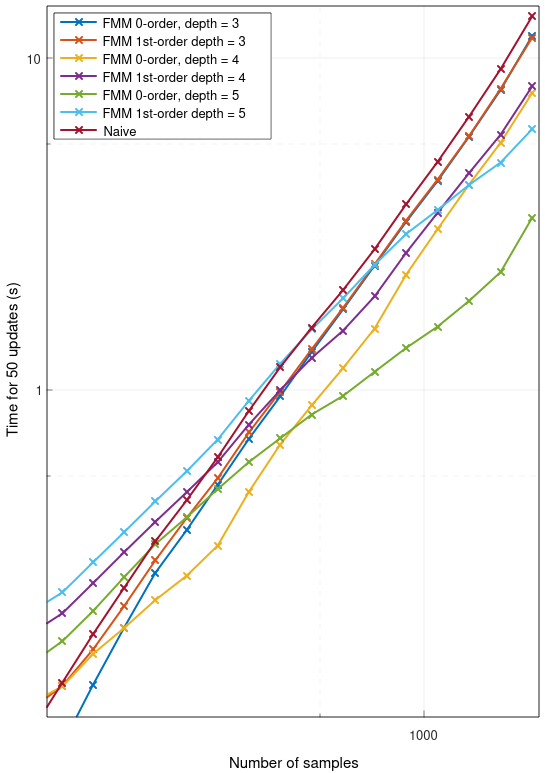 FMM 0-order, depth = 3
FMM 1st-order depth = 3
FMM 0-order, depth = 4
FMM 1st-order depth = 4
FMM 0-order, depth = 5
FMM 1st-order depth = 5
Naive
10
1
Time for 50 updates (s)
1000
Number of samples